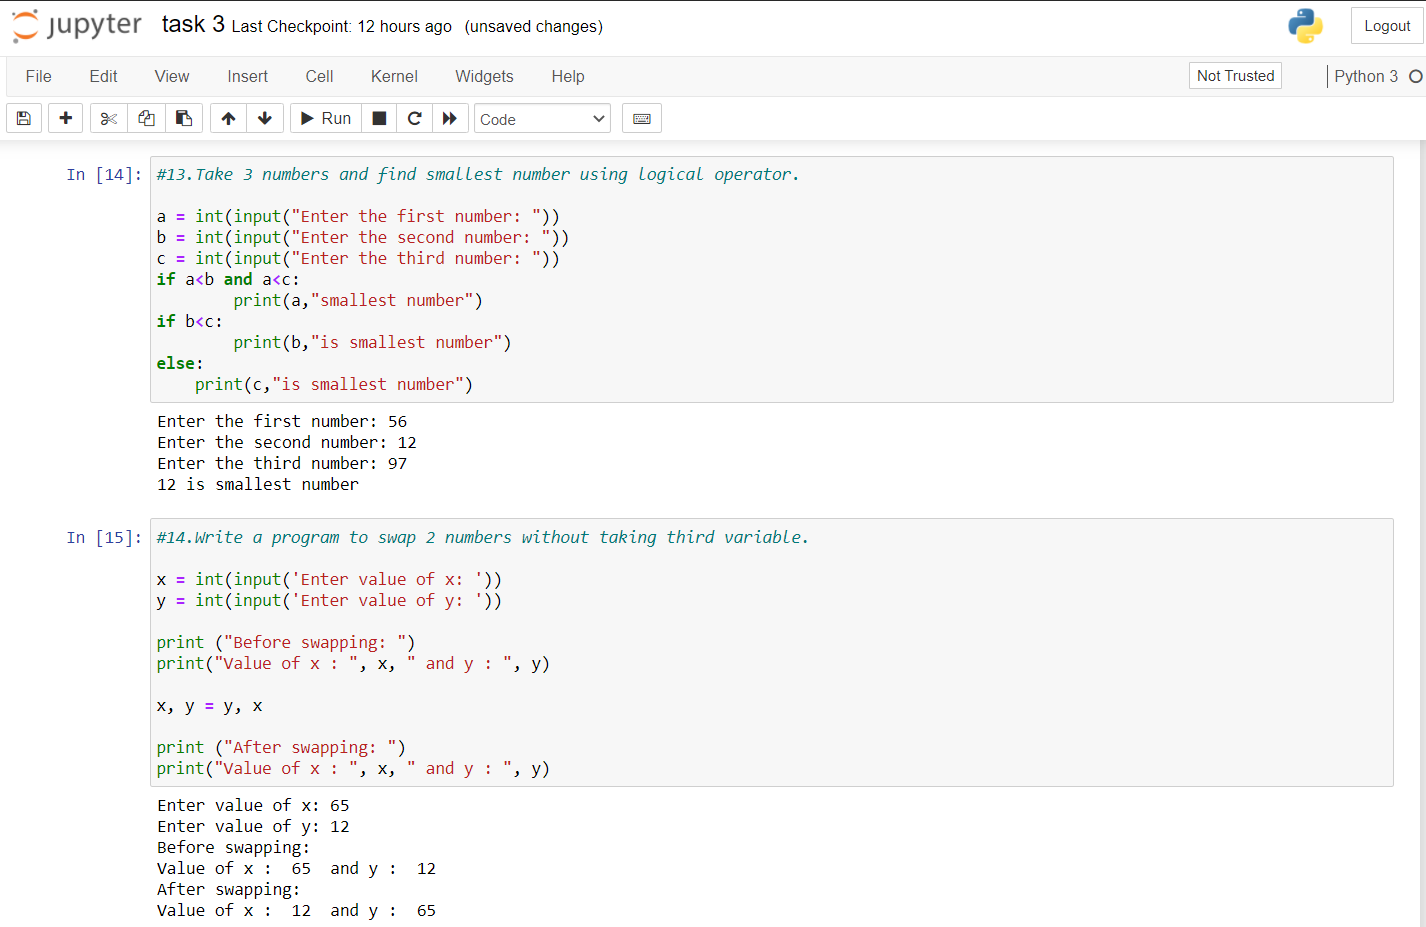 jupyter task 3 Last Checkpoint: 12 hours ago (unsaved changes) Logout
File Edit View Insert Cell Kernel Widgets Help Not Trusted Python 3
Run Code
In [14]: #13.Take 3 numbers and find smallest number using logical operator.
a = int(input("Enter the first number: "))
b = int(input("Enter the second number: "))
c = int(input("Enter the third number: "))
if a<b and a<c:
        print(a,"smallest number")
if b<c:
        print(b,"is smallest number")
else:
    print(c,"is smallest number")
Enter the first number: 56
Enter the second number: 12
Enter the third number: 97
12 is smallest number
In [15]: #14.Write a program to swap 2 numbers without taking third variable.
x = int(input('Enter value of x: '))
y = int(input('Enter value of y: '))
print ("Before swapping: ")
print("Value of x : ", x, " and y : ", y)
x, y = y, x
print ("After swapping: ")
print("Value of x : ", x, " and y : ", y)
Enter value of x: 65
Enter value of y: 12
Before swapping:
Value of x :  65  and y :  12
After swapping:
Value of x :  12  and y :  65